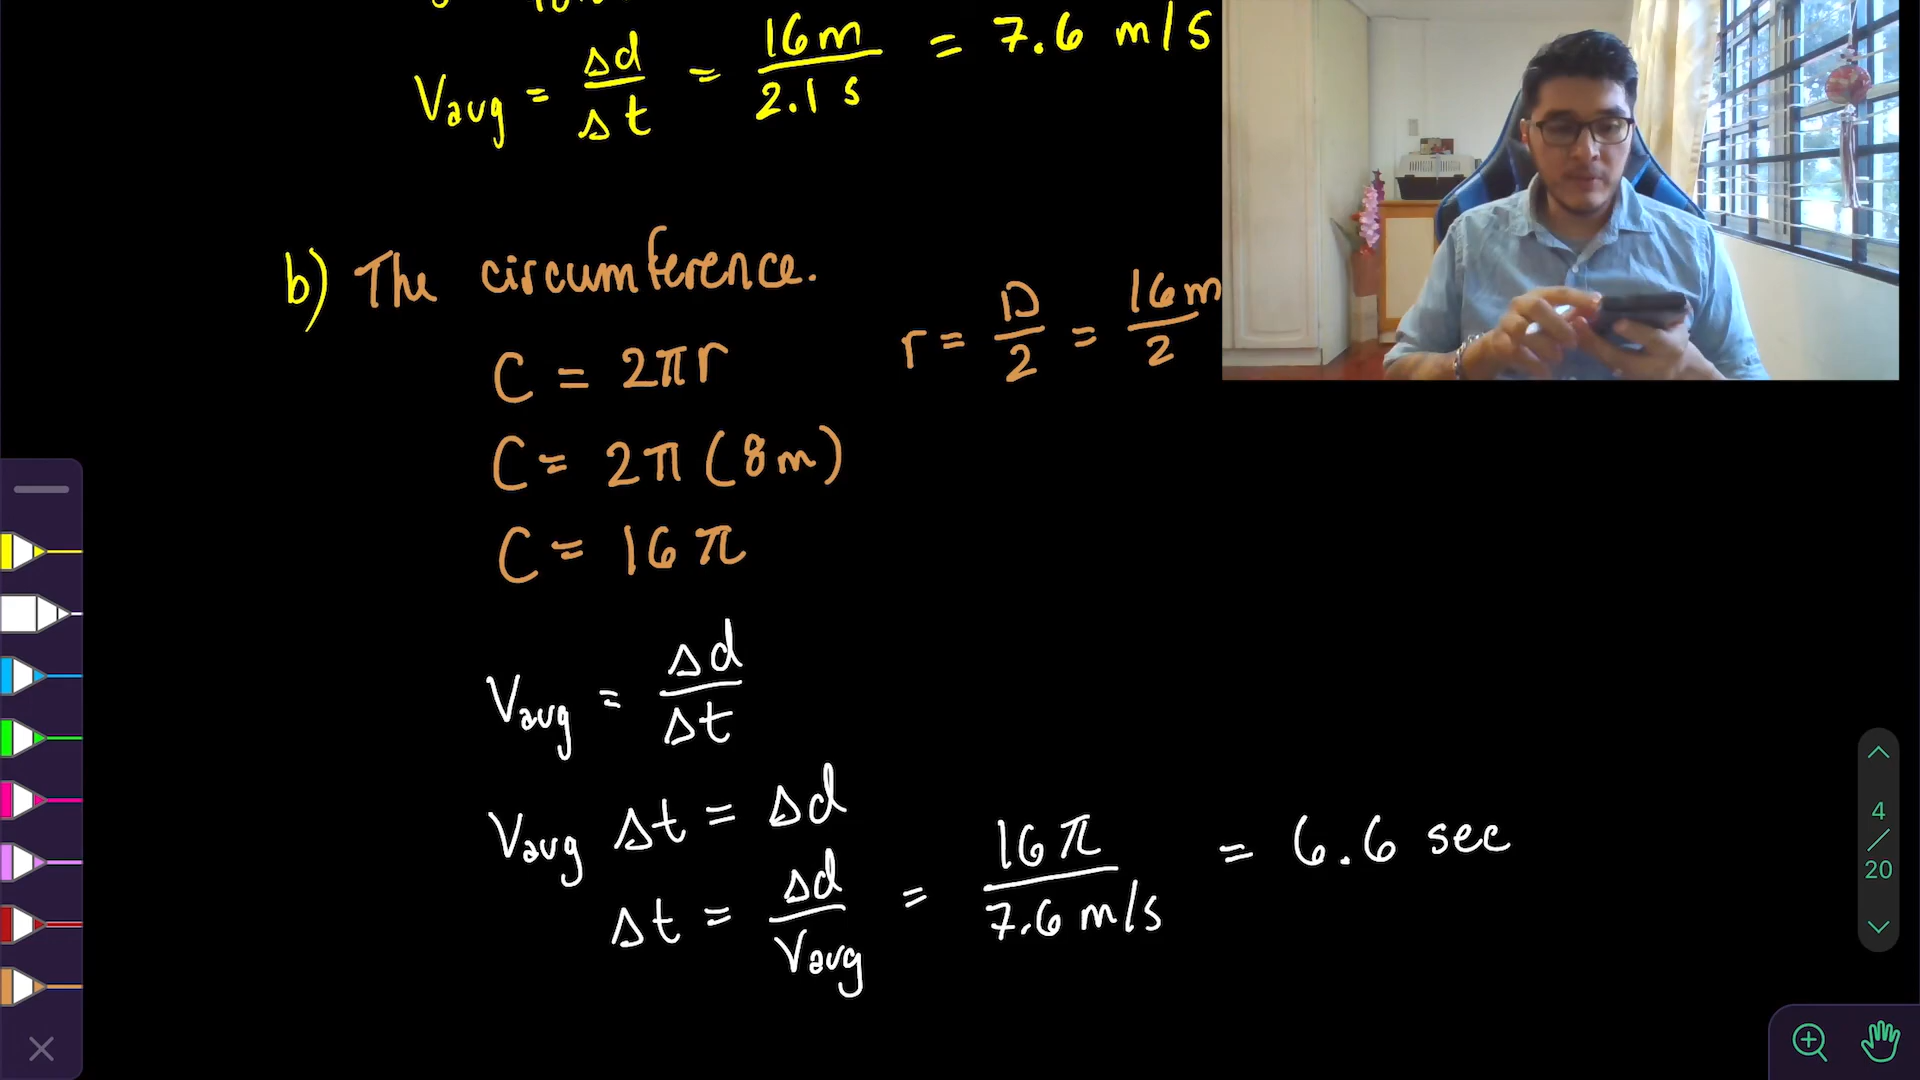 Vavg = Δd/Δt = 16m/2.1 s = 7.6 m/s
b) The circumference.
C = 2πr
r = D/2 = 16m/2
C = 2π (8m)
C = 16π
Vavg = Δd/Δt
Vavg Δt = Δd
Δt = Δd/Vavg = 16π/7.6 m/s = 6.6 sec
4
/
20